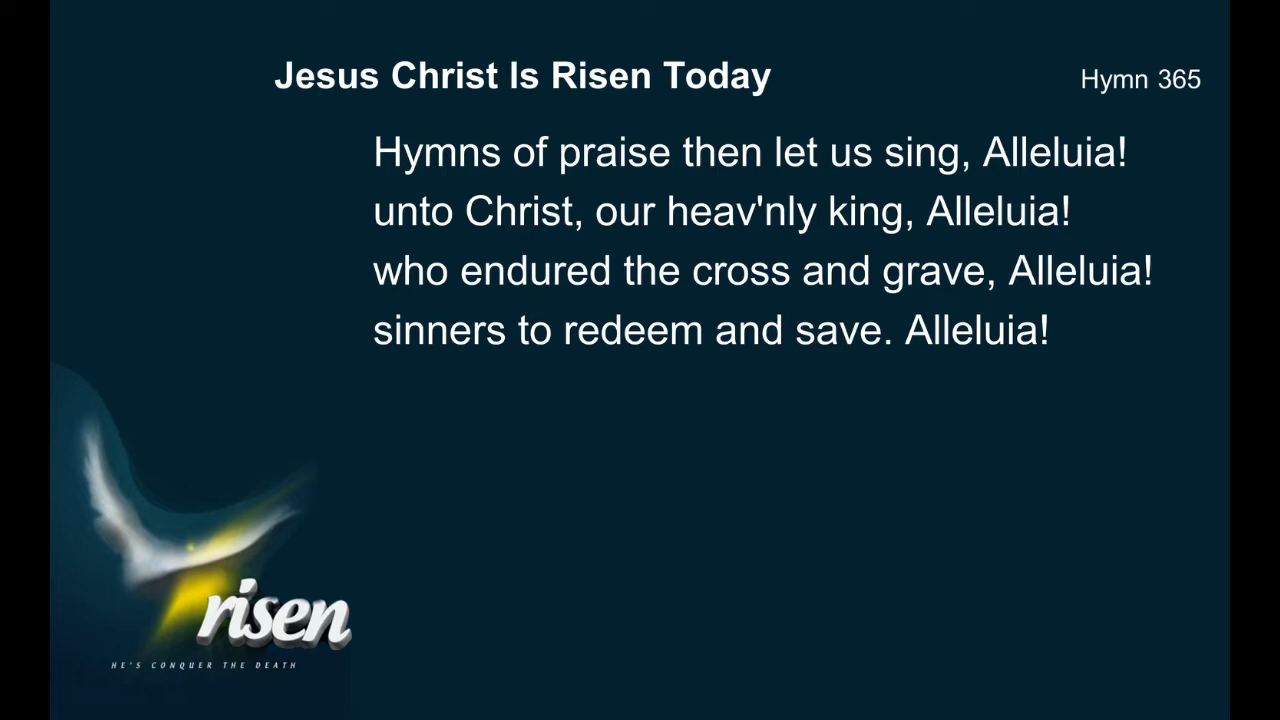 Jesus Christ Is Risen Today
Hymn 365
Hymns of praise then let us sing, Alleluia!
unto Christ, our heav'nly king, Alleluia!
who endured the cross and grave, Alleluia!
sinners to redeem and save. Alleluia!
risen
HE'S CONQUER THE DEATH